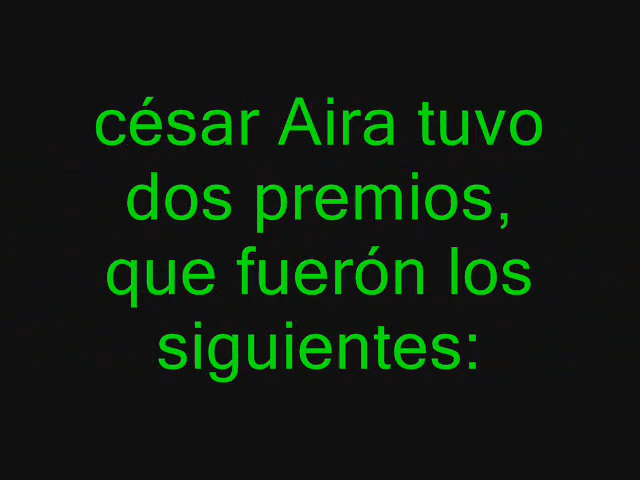 césar Aira tuvo
dos premios,
que fuerón los
siguientes: